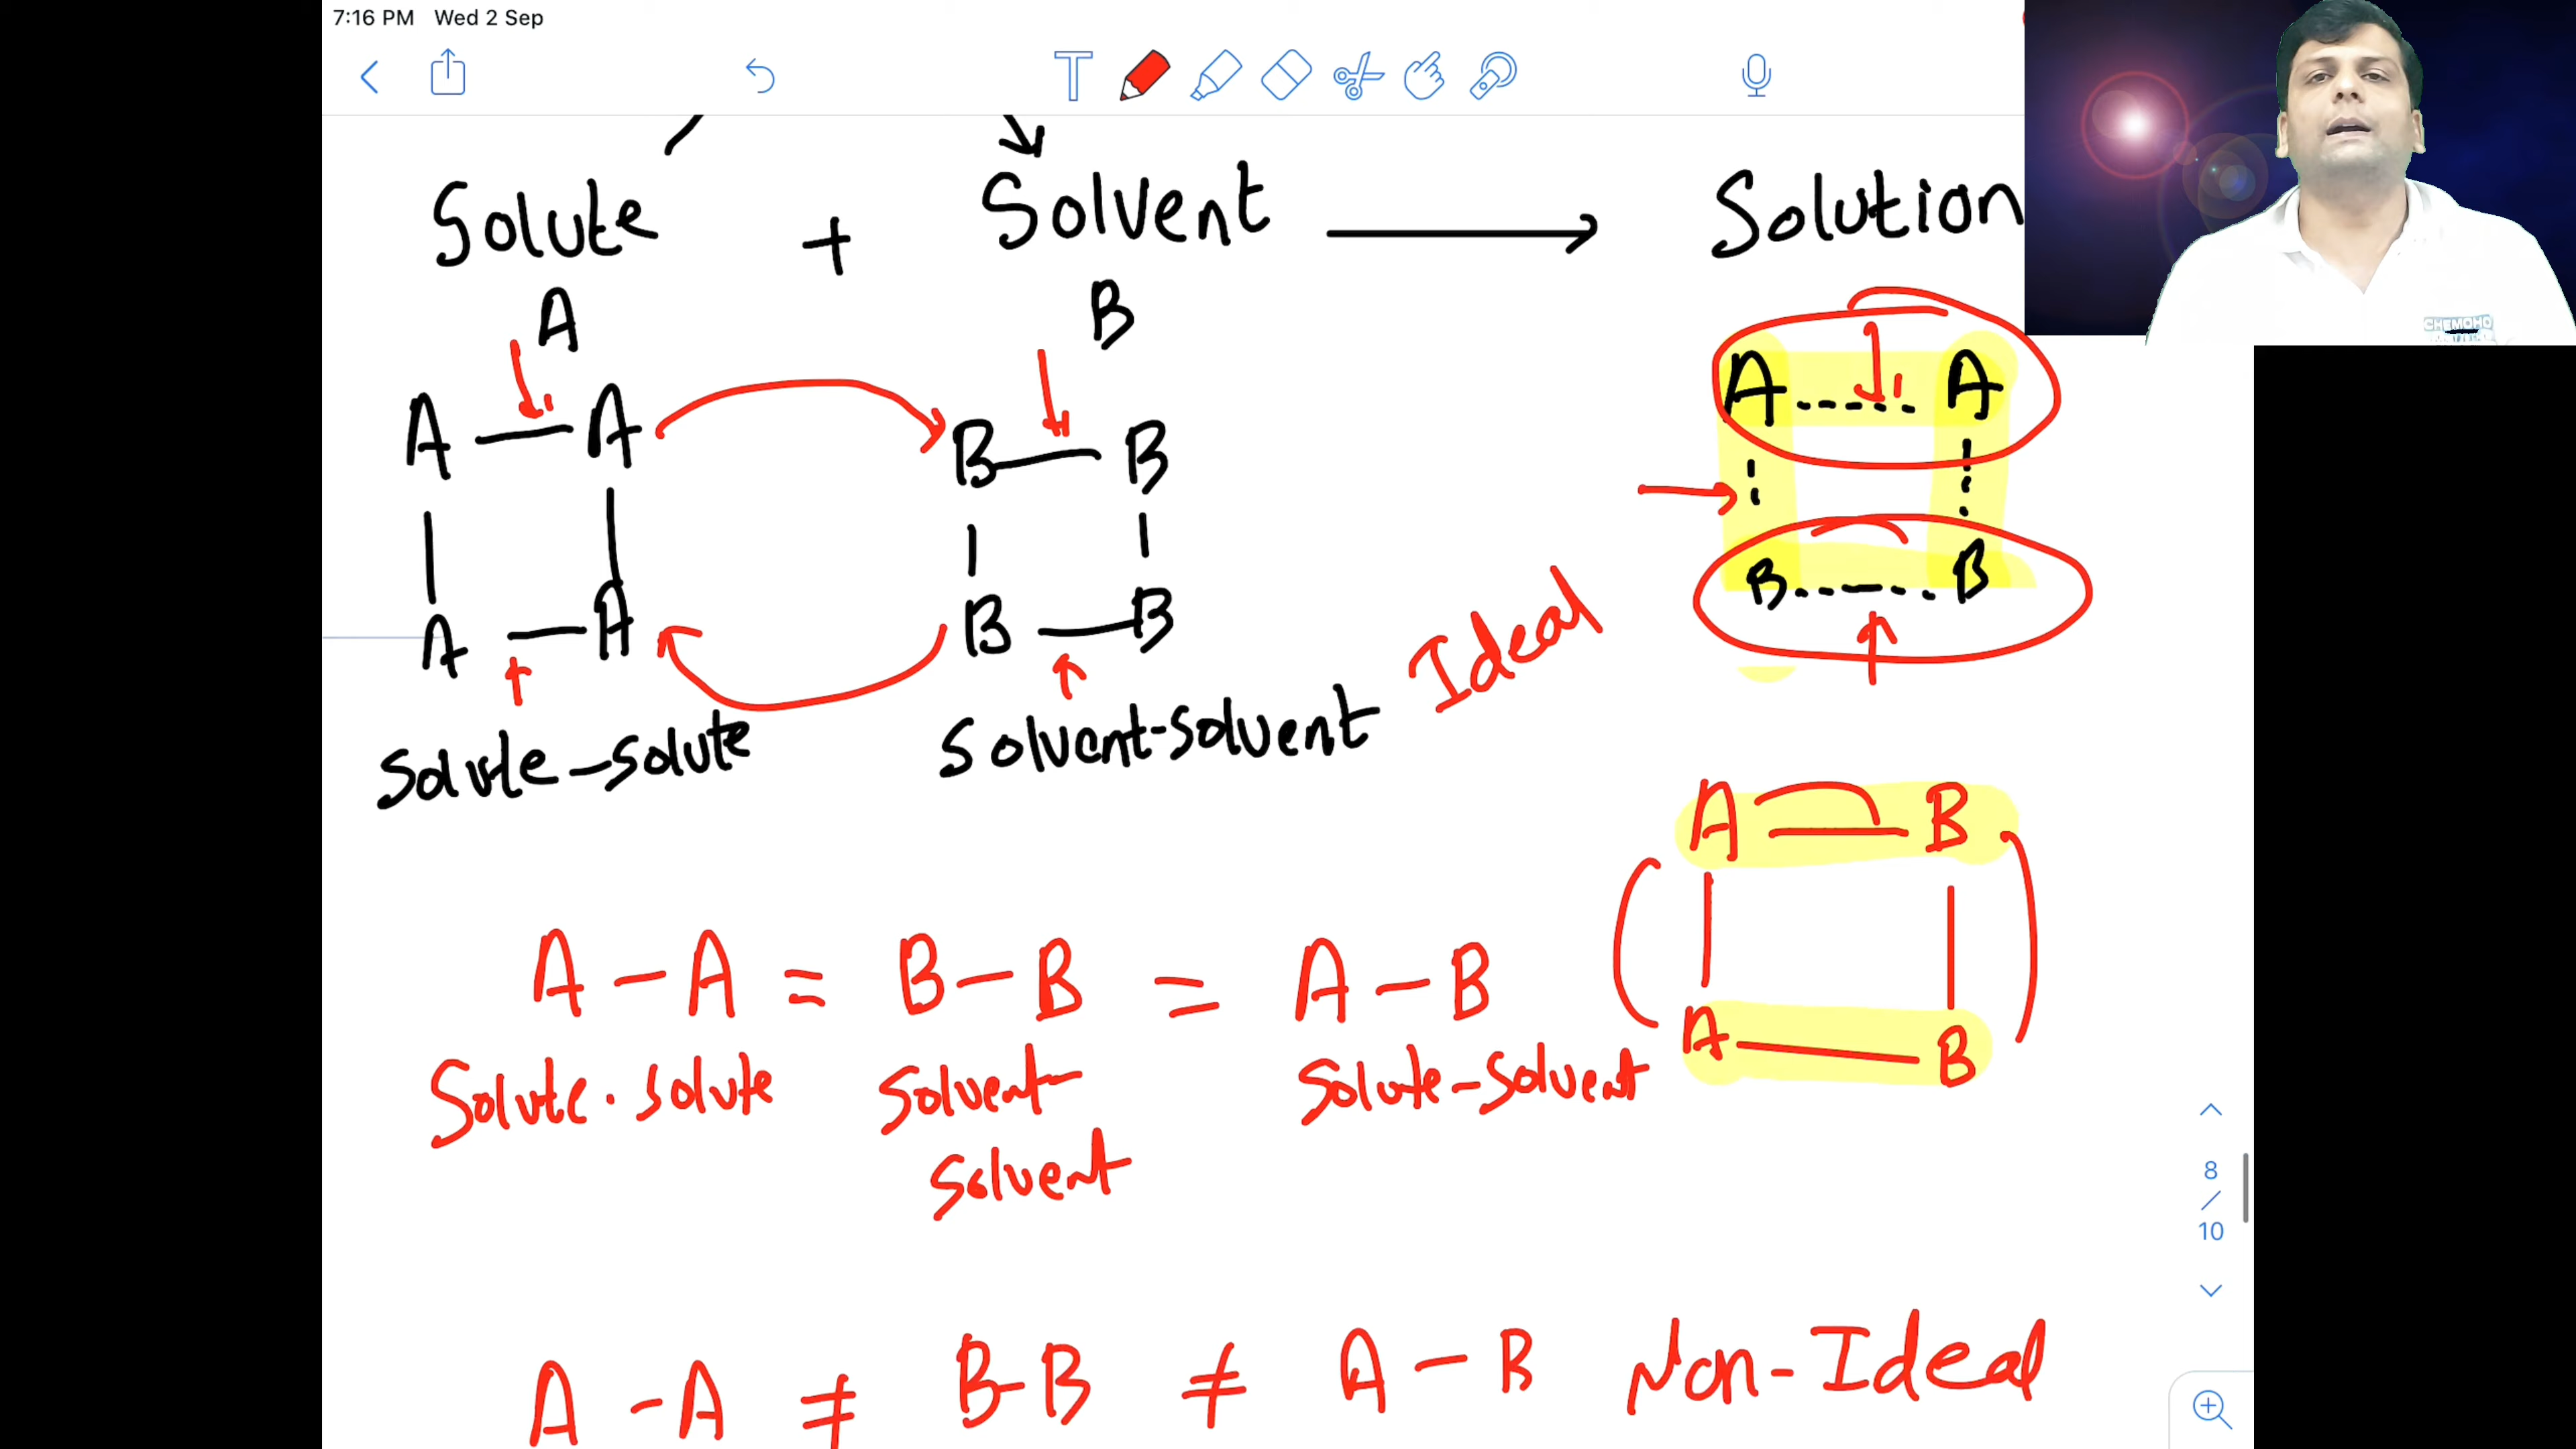 7:16 PM Wed 2 Sep
T
Solute + Solvent → Solution
A B
CHEMOHO
A — A B — B A ..... A
A — A B — B B ..... B
Ideal
Solute-solute Solvent-solvent
A — B
A — B
A - A = B - B = A - B
Solute. solute Solvent- Solute-Solvent
Solvent
8
/
10
A - A ≠ B-B ≠ A - B Non-Ideal